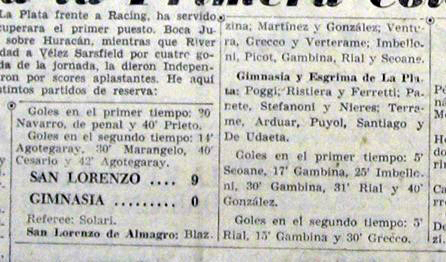 La Plata frente a Racing, ha servido
cuperara el primer puesto. Boca Ju
sobre Huracán, mientras que River
dad a Vélez Sarsfield por cuatro go
da de la jornada, la dieron Indepen
ron por scores aplastantes. He aquí
tintos partidos de reserva:
Goles en el primer tiempo: 20'
Navarro, de penal y 40' Prieto.
Goles en el segundo tiempo: 14'
Agotegaray, 30' Marangelo, 40'
Cesario y 42' Agotegaray.
SAN LORENZO .... 9
GIMNASIA ......... 0
Referee: Solari.
San Lorenzo de Almagro: Blaz.
zina; Martínez y González; Ventu-
ra, Grecco y Verterame; Imbello-
ni, Picot, Gambina, Rial y Seoane.
Gimnasia y Esgrima de La Pla-
ta: Poggi; Ristiera y Ferretti; Pa-
nete, Stefanoni y Nieres; Terra-
me, Arduar, Puyol, Santiago y
De Udaeta.
Goles en el primer tiempo: 5'
Seoane, 17' Gambina, 25' Imbello-
ni, 30' Gambina, 31' Rial y 40'
González.
Goles en el segundo tiempo: 5'
Rial, 15' Gambina y 30' Grecco.